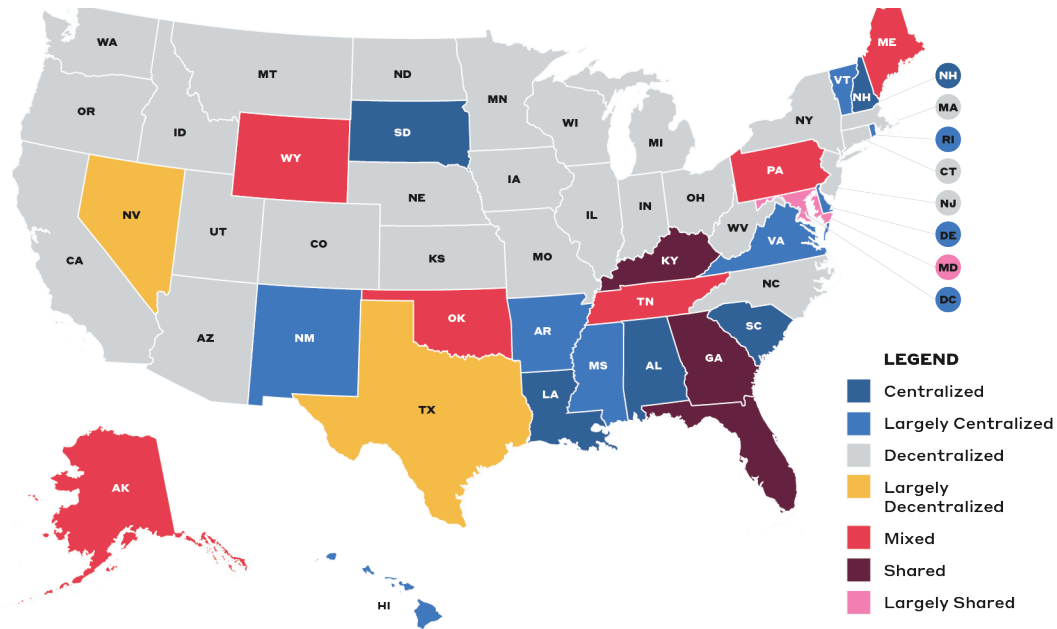 WA
OR
ID
MT
ND
MN
WI
MI
SD
WY
NE
IA
NV
UT
CO
KS
MO
IL
IN
OH
CA
AZ
NM
OK
TX
AR
LA
MS
AL
GA
TN
KY
WV
VA
NC
SC
PA
NY
VT
NH
ME
NH
MA
RI
CT
NJ
DE
MD
DC
AK
HI
LEGEND
Centralized
Largely Centralized
Decentralized
Largely
Decentralized
Mixed
Shared
Largely Shared